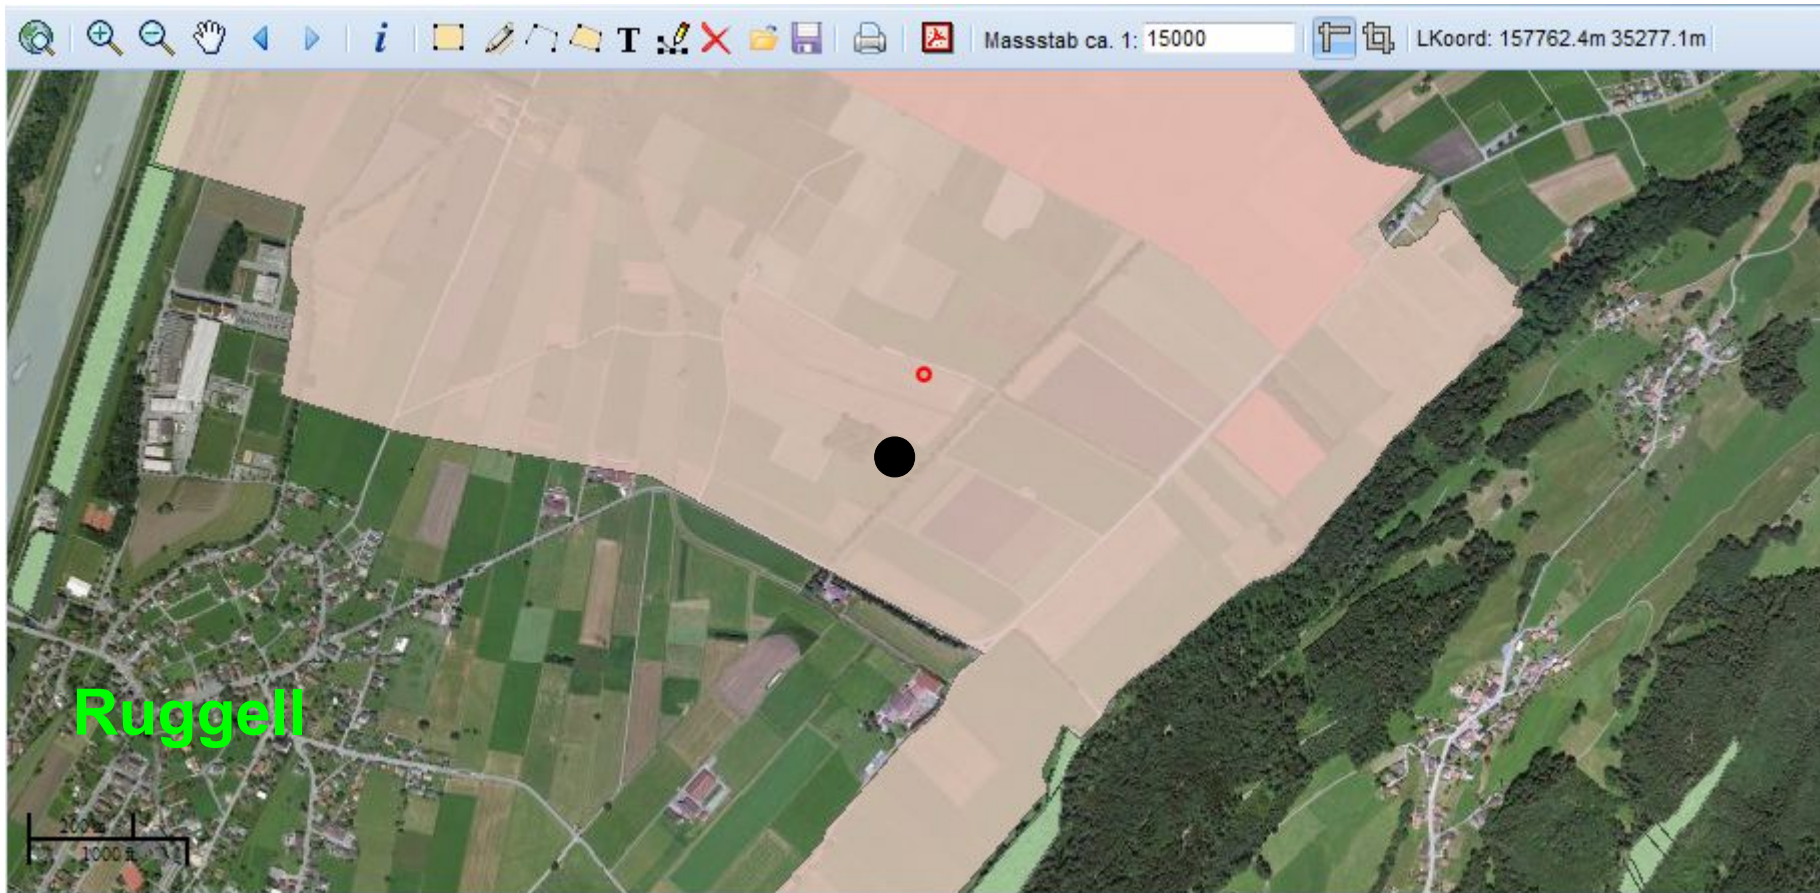 i
T
Massstab ca. 1: 15000
LKoord: 157762.4m 35277.1m
Ruggell
200 m
1000 ft